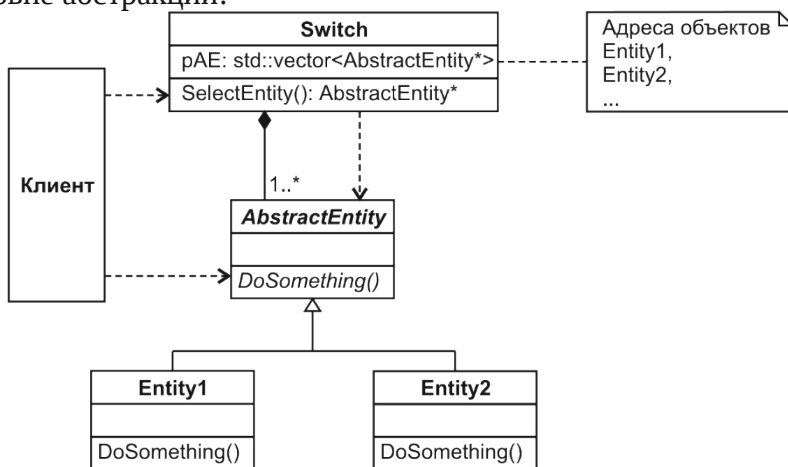 абстракции.
Switch
pAE: std::vector<AbstractEntity*>
SelectEntity(): AbstractEntity*
Адреса объектов
Entity1,
Entity2,
...
Клиент
1..*
AbstractEntity
DoSomething()
Entity1
DoSomething()
Entity2
DoSomething()